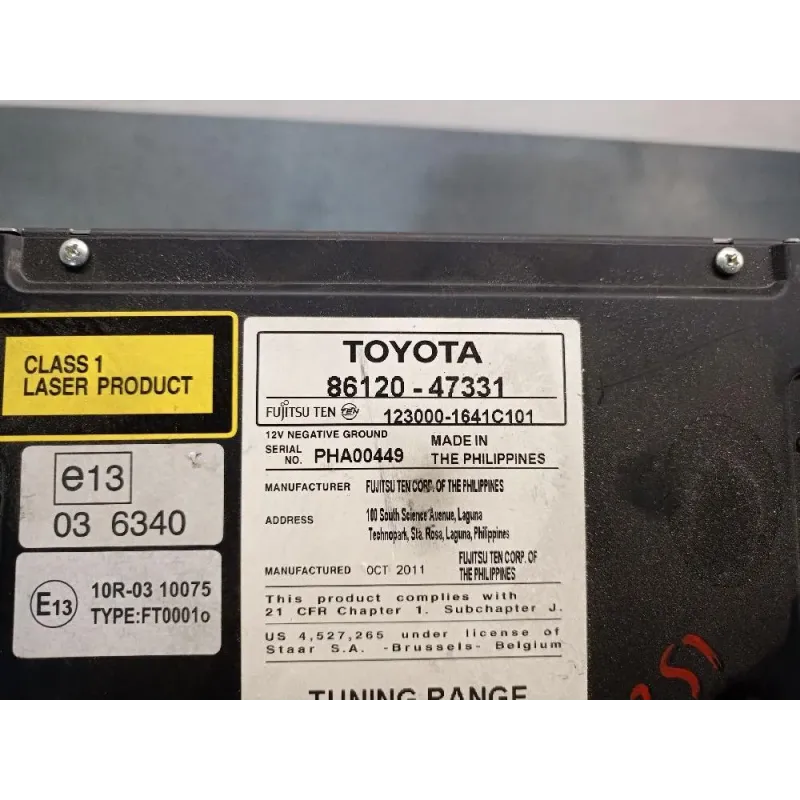 CLASS 1
LASER PRODUCT
e13
03 6340
E13
10R-03 10075
TYPE:FT0001o
TOYOTA
86120 - 47331
FUJITSU TEN TEN 123000-1641C101
12V NEGATIVE GROUND
SERIAL NO. PHA00449
MADE IN
THE PHILIPPINES
MANUFACTURER FUJITSU TEN CORP. OF THE PHILIPPINES
ADDRESS 100 South Science Avenue, Laguna
Technopark, Sta. Rosa, Laguna, Philippines
MANUFACTURED OCT 2011 FUJITSU TEN CORP. OF
THE PHILIPPINES
This product complies with
21 CFR Chapter 1. Subchapter J.
US 4,527,265 under license of
Staar S.A. -Brussels- Belgium
TUNING RANGE